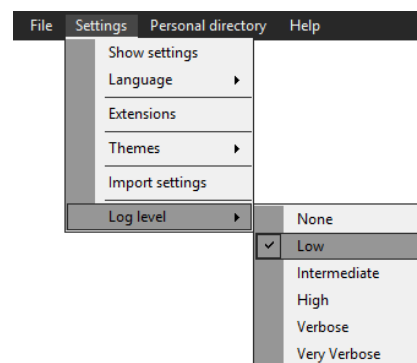 File Settings Personal directory Help
Show settings
Language
Extensions
Themes
Import settings
Log level
None
Low
Intermediate
High
Verbose
Very Verbose